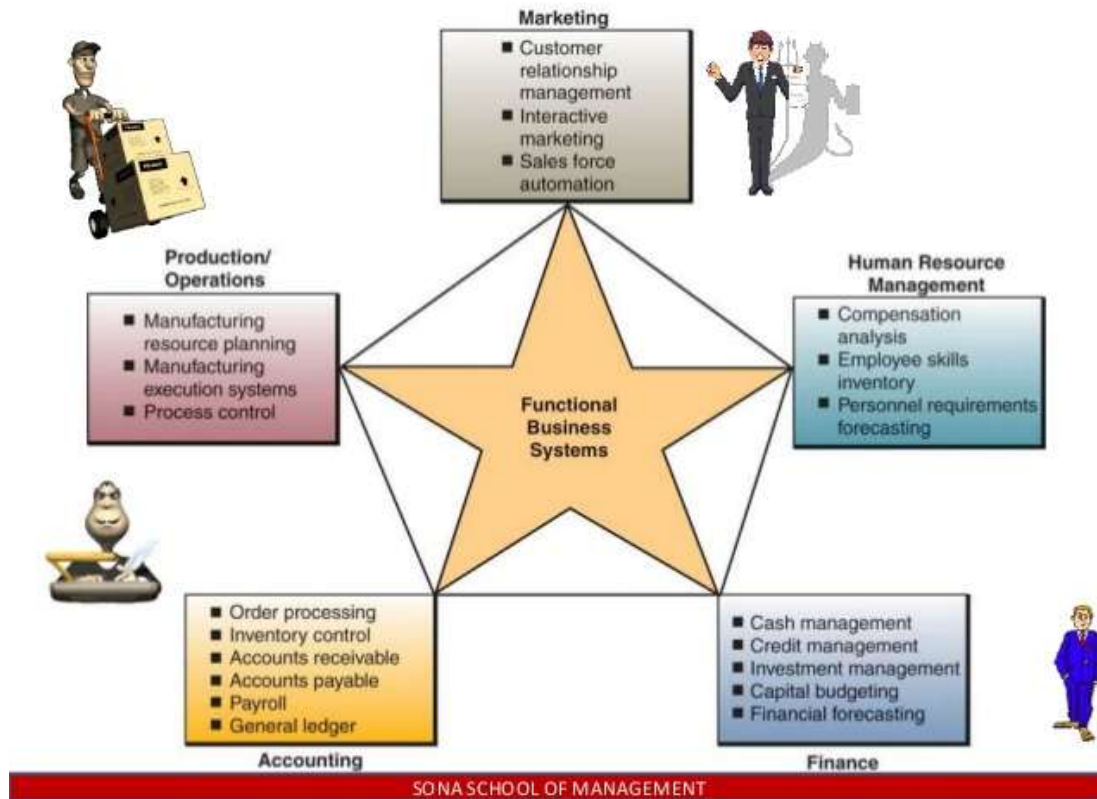 Marketing
■ Customer
relationship
management
■ Interactive
marketing
■ Sales force
automation
Production/
Operations
■ Manufacturing
resource planning
■ Manufacturing
execution systems
■ Process control
Human Resource
Management
■ Compensation
analysis
■ Employee skills
inventory
■ Personnel requirements
forecasting
Functional
Business
Systems
■ Order processing
■ Inventory control
■ Accounts receivable
■ Accounts payable
■ Payroll
■ General ledger
Accounting
■ Cash management
■ Credit management
■ Investment management
■ Capital budgeting
■ Financial forecasting
Finance
SONA SCHOOL OF MANAGEMENT